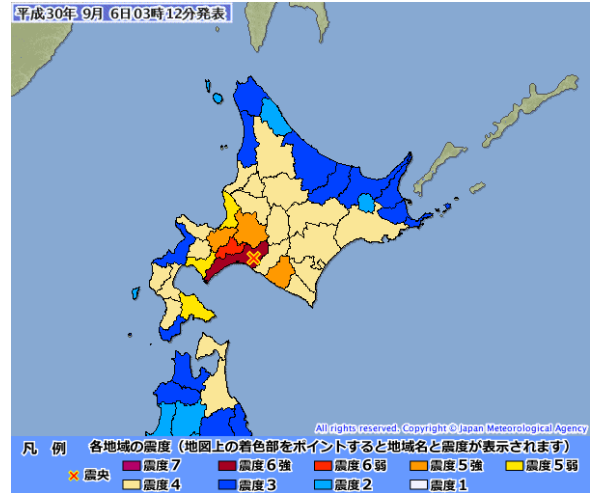 平成30年 9月 6日03時12分発表
All rights reserved. Copyright © Japan Meteorological Agency
凡 例 各地域の震度（地図上の着色部をポイントすると地域名と震度が表示されます）
震央 震度7 震度6強 震度6弱 震度5強 震度5弱
震度4 震度3 震度2 震度1